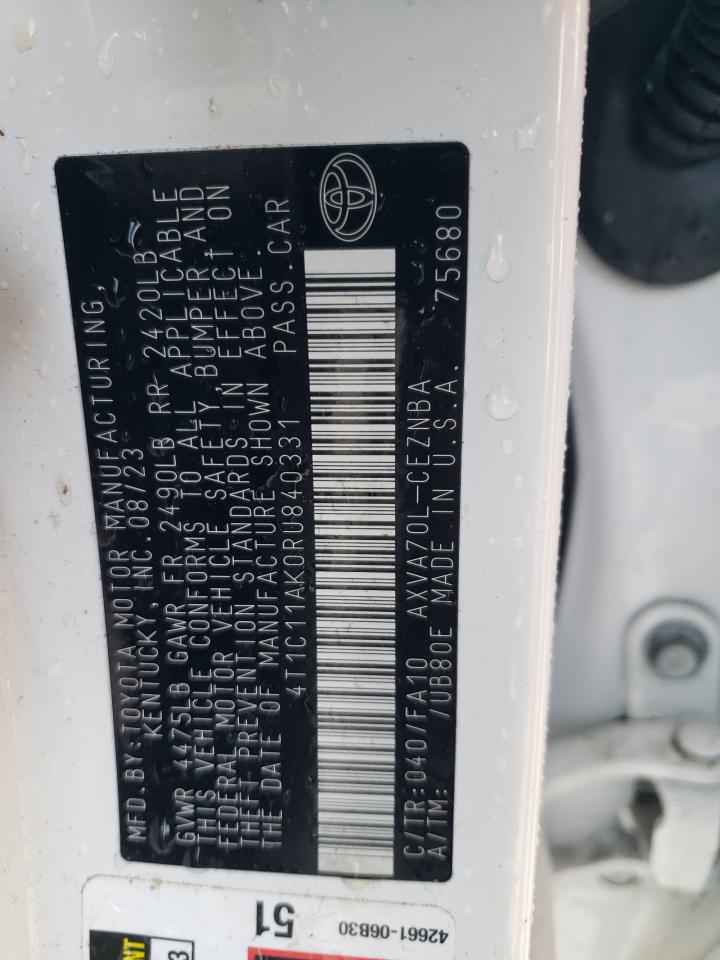 MFD.BY:TOYOTA MOTOR MANUFACTURING,
KENTUCKY, INC. 08/23
GVWR 4475LB GAWR FR 2490LB RR 2420LB
THIS VEHICLE CONFORMS TO ALL APPLICABLE
FEDERAL MOTOR VEHICLE SAFETY, BUMPER, AND
THEFT PREVENTION STANDARDS IN EFFECT ON
THE DATE OF MANUFACTURE SHOWN ABOVE.
4T1C11AK0RU840331 PASS.CAR
C/TR:040/FA10 AXVA70L-CEZNBA
A/TM: /UB80E MADE IN U.S.A. 75680
51
42661-06B30